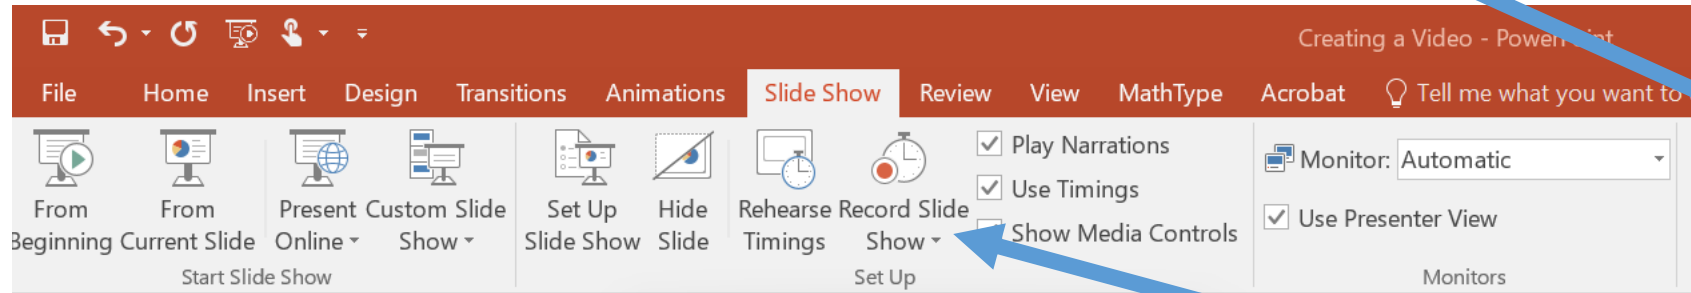 Creating a Video - PowerPoint
File Home Insert Design Transitions Animations Slide Show Review View MathType Acrobat Tell me what you want to
From Beginning
From Current Slide
Present Online
Custom Slide Show
Set Up Slide Show
Hide Slide
Rehearse Timings
Record Slide Show
Play Narrations
Use Timings
Show Media Controls
Monitor: Automatic
Use Presenter View
Start Slide Show
Set Up
Monitors